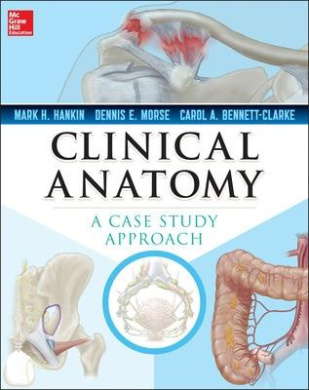 Mc
Graw
Hill
Education
MARK H. HANKIN DENNIS E. MORSE CAROL A. BENNETT-CLARKE
CLINICAL
ANATOMY
A CASE STUDY
APPROACH